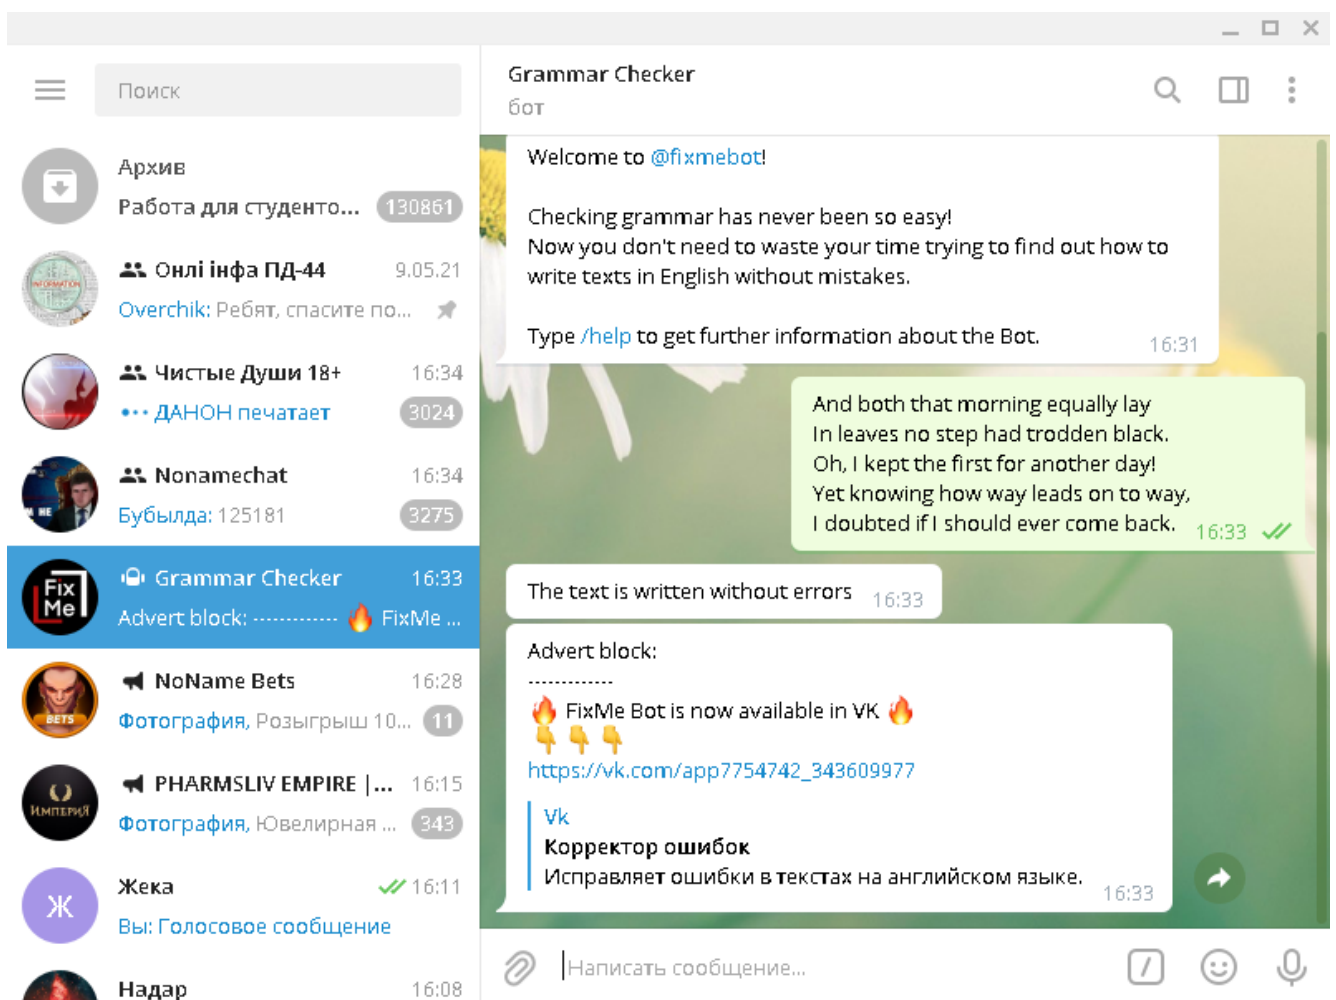 Поиск
Архив
Работа для студенто... 130861
INFORMATION
Онлі інфа ПД-44 9.05.21
Overchik: Ребят, спасите по...
Чистые Души 18+ 16:34
ДАНОН печатает 3024
Nonamechat 16:34
Бубылда: 125181 3275
НЕ
Fix
Me
Grammar Checker 16:33
Advert block: ------------- 🔥 FixMe ...
NoName Bets 16:28
Фотография, Розыгрыш 10... 11
BETS
PHARMSLIV EMPIRE |... 16:15
ИМПЕРИЯ
Фотография, Ювелирная ... 343
Жека 16:11
Ж
Вы: Голосовое сообщение
Надар 16:08
Grammar Checker
бот
Welcome to @fixmebot!
Checking grammar has never been so easy!
Now you don't need to waste your time trying to find out how to
write texts in English without mistakes.
Type /help to get further information about the Bot.
16:31
And both that morning equally lay
In leaves no step had trodden black.
Oh, I kept the first for another day!
Yet knowing how way leads on to way,
I doubted if I should ever come back. 16:33
The text is written without errors 16:33
Advert block:
-------------
🔥 FixMe Bot is now available in VK 🔥
👇👇👇
https://vk.com/app7754742_343609977
Vk
Корректор ошибок
Исправляет ошибки в текстах на английском языке.
16:33
Написать сообщение...